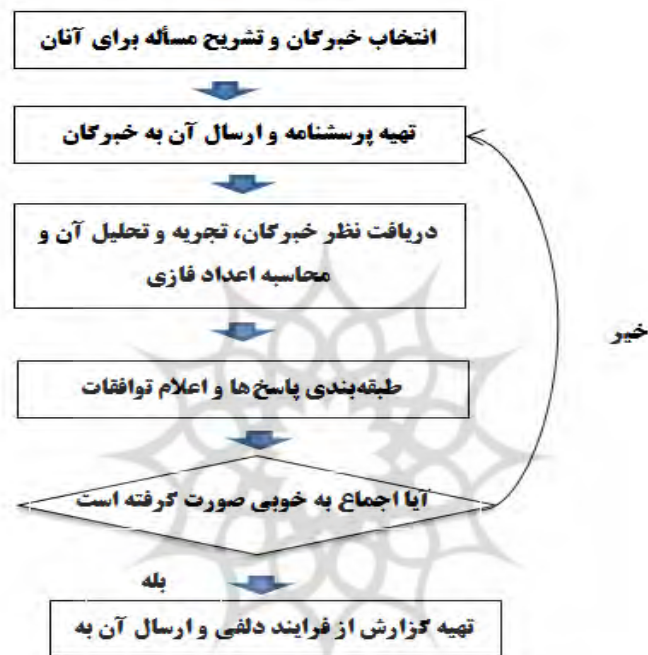 انتخاب خبرگان و تشریح مسأله برای آنان
تهیه پرسشنامه و ارسال آن به خبرگان
دریافت نظر خبرگان، تجریه و تحلیل آن و
محاسبه اعداد فازی
طبقه‌بندی پاسخ‌ها و اعلام توافقات
خیر
آیا اجماع به خوبی صورت گرفته است
بله
تهیه گزارش از فرایند دلفی و ارسال آن به